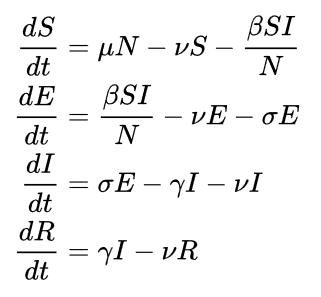 dS/dt = μN − νS − βSI/N
dE/dt = βSI/N − νE − σE
dI/dt = σE − γI − νI
dR/dt = γI − νR